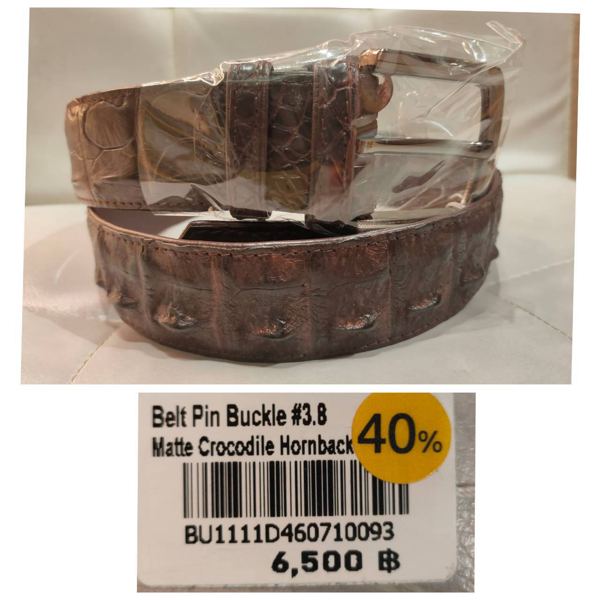 Belt Pin Buckle #3.8
Matte Crocodile Hornback
40%
BU1111D460710093
6,500 ฿